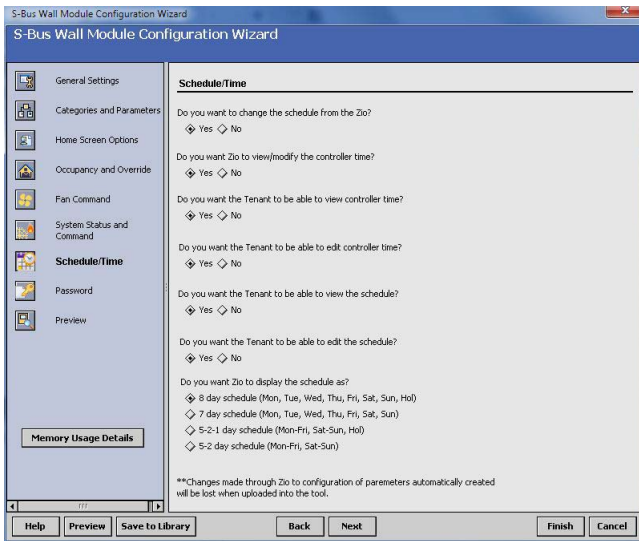 S-Bus Wall Module Configuration Wizard
S-Bus Wall Module Configuration Wizard
General Settings
Categories and Parameters
Home Screen Options
Occupancy and Override
Fan Command
System Status and
Command
Schedule/Time
Password
Preview
Memory Usage Details
Schedule/Time
Do you want to change the schedule from the Zio?
Yes No
Do you want Zio to view/modify the controller time?
Yes No
Do you want the Tenant to be able to view controller time?
Yes No
Do you want the Tenant to be able to edit controller time?
Yes No
Do you want the Tenant to be able to view the schedule?
Yes No
Do you want the Tenant to be able to edit the schedule?
Yes No
Do you want Zio to display the schedule as?
8 day schedule (Mon, Tue, Wed, Thu, Fri, Sat, Sun, Hol)
7 day schedule (Mon, Tue, Wed, Thu, Fri, Sat, Sun)
5-2-1 day schedule (Mon-Fri, Sat-Sun, Hol)
5-2 day schedule (Mon-Fri, Sat-Sun)
**Changes made through Zio to configuration of paremeters automatically created
will be lost when uploaded into the tool.
Help Preview Save to Library Back Next Finish Cancel